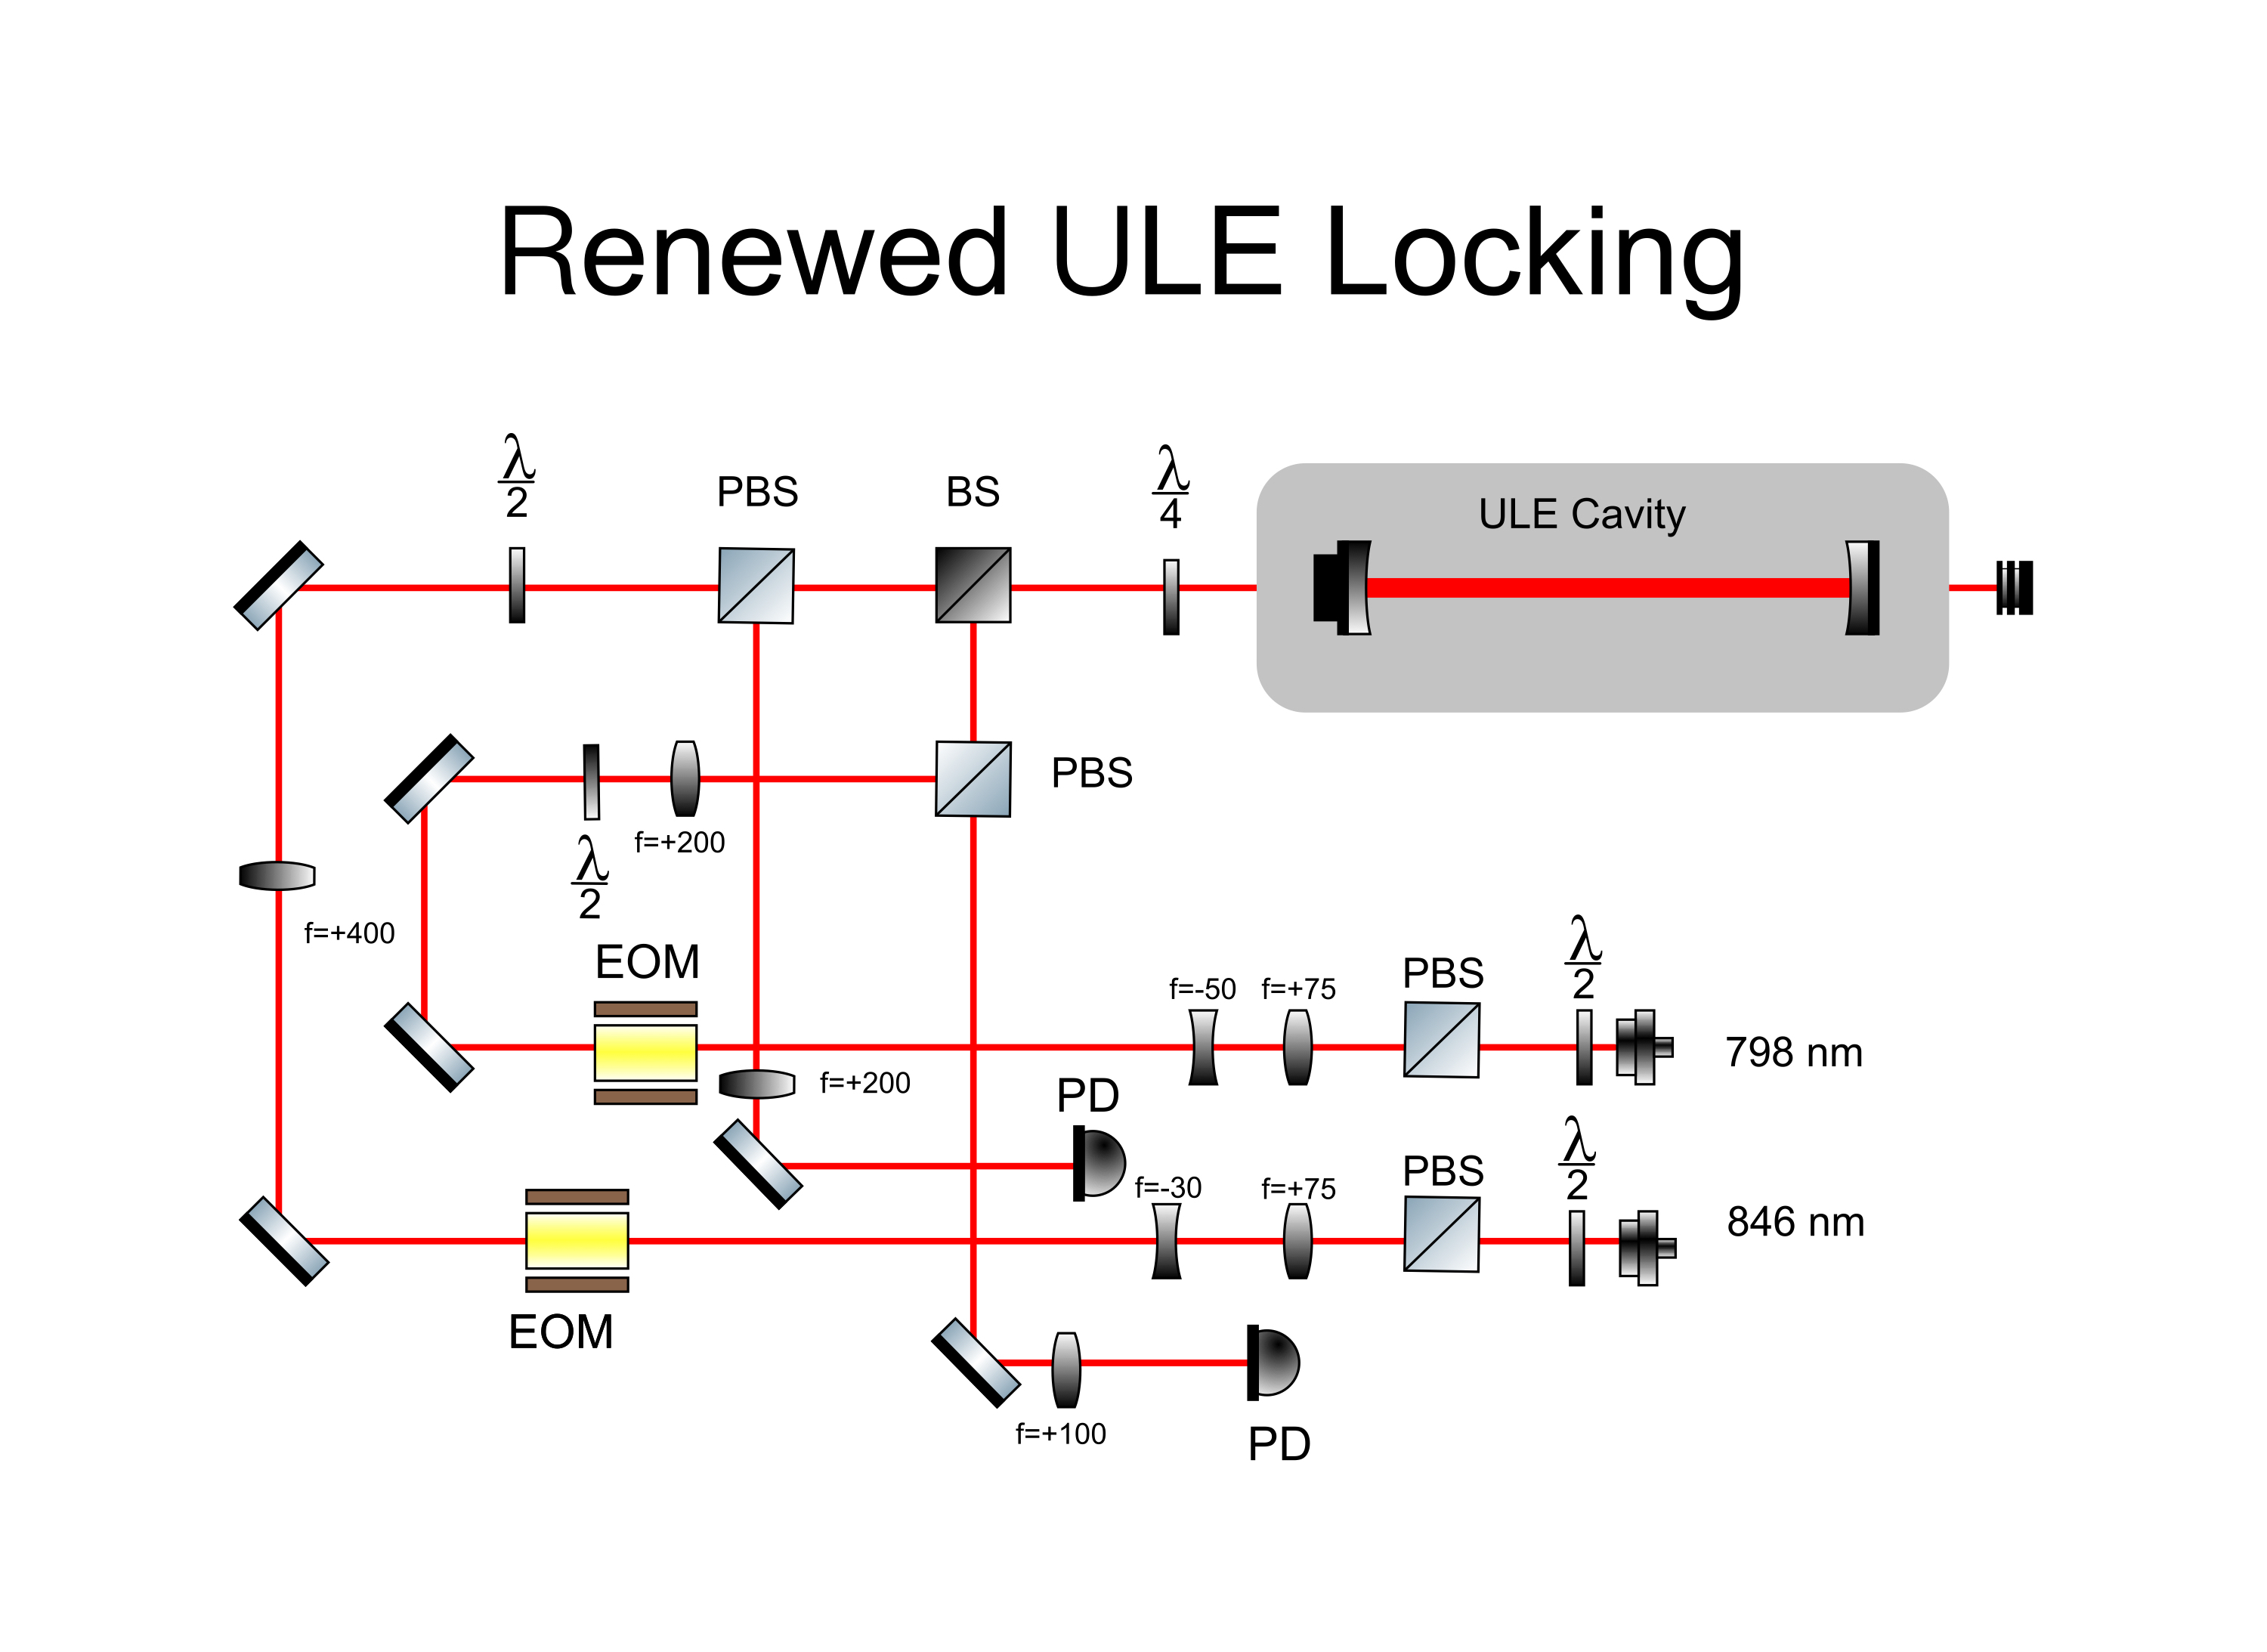 Renewed ULE Locking
λ
2
PBS
BS
λ
4
ULE Cavity
PBS
f=+200
λ
2
f=+400
EOM
f=-50
f=+75
PBS
λ
2
798 nm
f=+200
PD
f=-30
f=+75
PBS
λ
2
846 nm
EOM
f=+100
PD